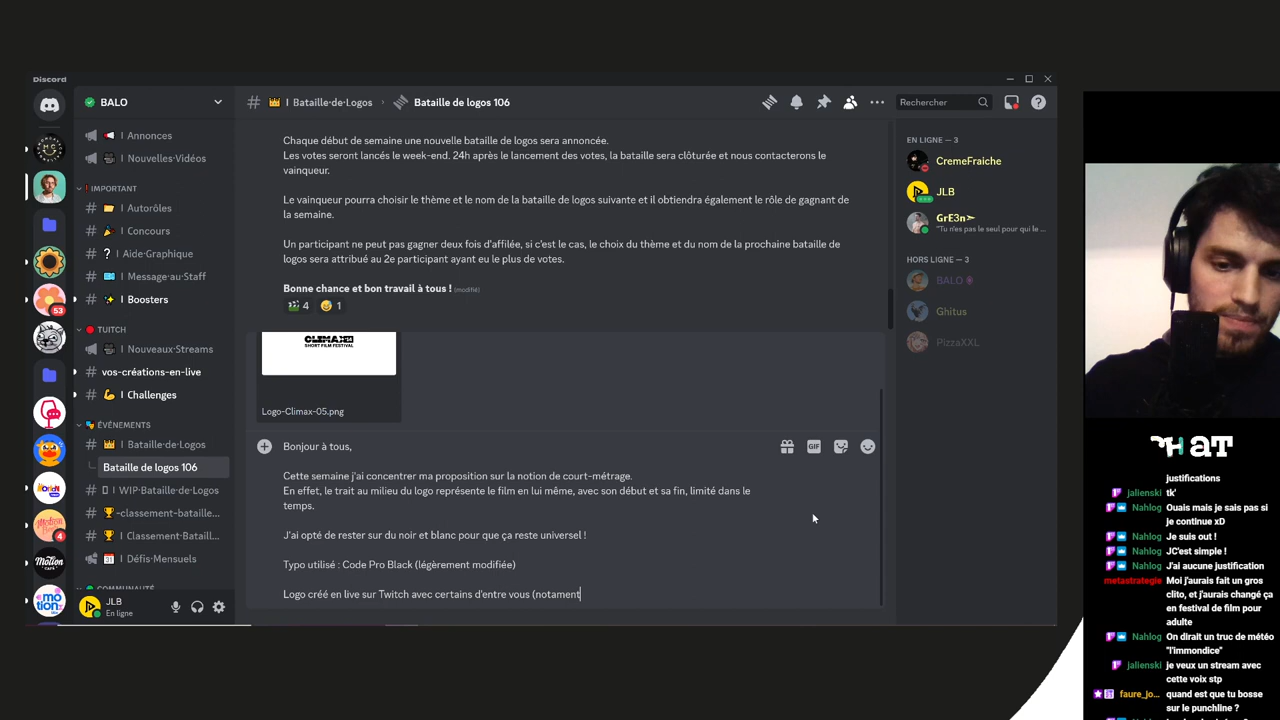 Discord
BALO
Annonces
Nouvelles·Vidéos
IMPORTANT
Autorôles
Concours
Aide·Graphique
Message·au·Staff
Boosters
TUITCH
Nouveaux·Streams
vos-créations-en-live
Challenges
ÉVÉNEMENTS
Bataille·de·Logos
Bataille de logos 106
WIP·Bataille·de·Logos
-classement-bataille...
Classement·Bataill...
Défis·Mensuels
COMMUNAUTÉ
53
4
JLB
En ligne
Bataille·de·Logos
Bataille de logos 106
Rechercher
Chaque début de semaine une nouvelle bataille de logos sera annoncée.
Les votes seront lancés le week-end. 24h après le lancement des votes, la bataille sera clôturée et nous contacterons le
vainqueur.
Le vainqueur pourra choisir le thème et le nom de la bataille de logos suivante et il obtiendra également le rôle de gagnant de
la semaine.
Un participant ne peut pas gagner deux fois d'affilée, si c'est le cas, le choix du thème et du nom de la prochaine bataille de
logos sera attribué au 2e participant ayant eu le plus de votes.
Bonne chance et bon travail à tous ! (modifié)
4 1
SHORT FILM FESTIVAL
Logo-Climax-05.png
Bonjour à tous,
GIF
Cette semaine j'ai concentrer ma proposition sur la notion de court-métrage.
En effet, le trait au milieu du logo représente le film en lui même, avec son début et sa fin, limité dans le
temps.
J'ai opté de rester sur du noir et blanc pour que ça reste universel !
Typo utilisé : Code Pro Black (légèrement modifiée)
Logo créé en live sur Twitch avec certains d'entre vous (notament
EN LIGNE — 3
CremeFraiche
JLB
GrE3n➣
"Tu n'es pas le seul pour qui le ...
HORS LIGNE — 3
BALO
Ghitus
PizzaXXL
justifications
jalienski tk'
Nahlog Ouais mais je sais pas si
je continue xD
Nahlog Je suis out !
Nahlog JC'est simple !
Nahlog J'ai aucune justification
metastrategie Moi j'aurais fait un gros
clito, et j'aurais changé ça
en festival de film pour
adulte
Nahlog On dirait un truc de météo
"l'immondice"
jalienski je veux un stream avec
cette voix stp
faure_jo... quand est que tu bosse
sur le punchline ?